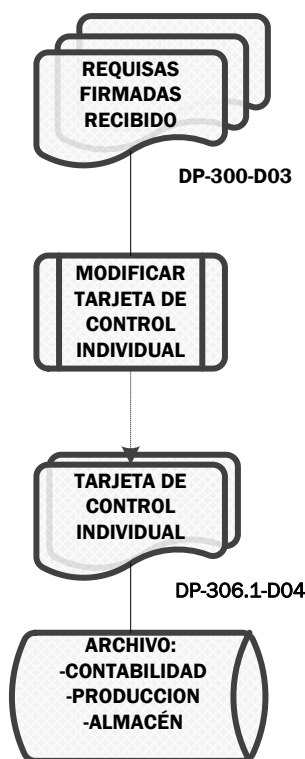 REQUISAS
FIRMADAS
RECIBIDO
DP-300-D03
MODIFICAR
TARJETA DE
CONTROL
INDIVIDUAL
TARJETA DE
CONTROL
INDIVIDUAL
DP-306.1-D04
ARCHIVO:
-CONTABILIDAD
-PRODUCCION
-ALMACÉN